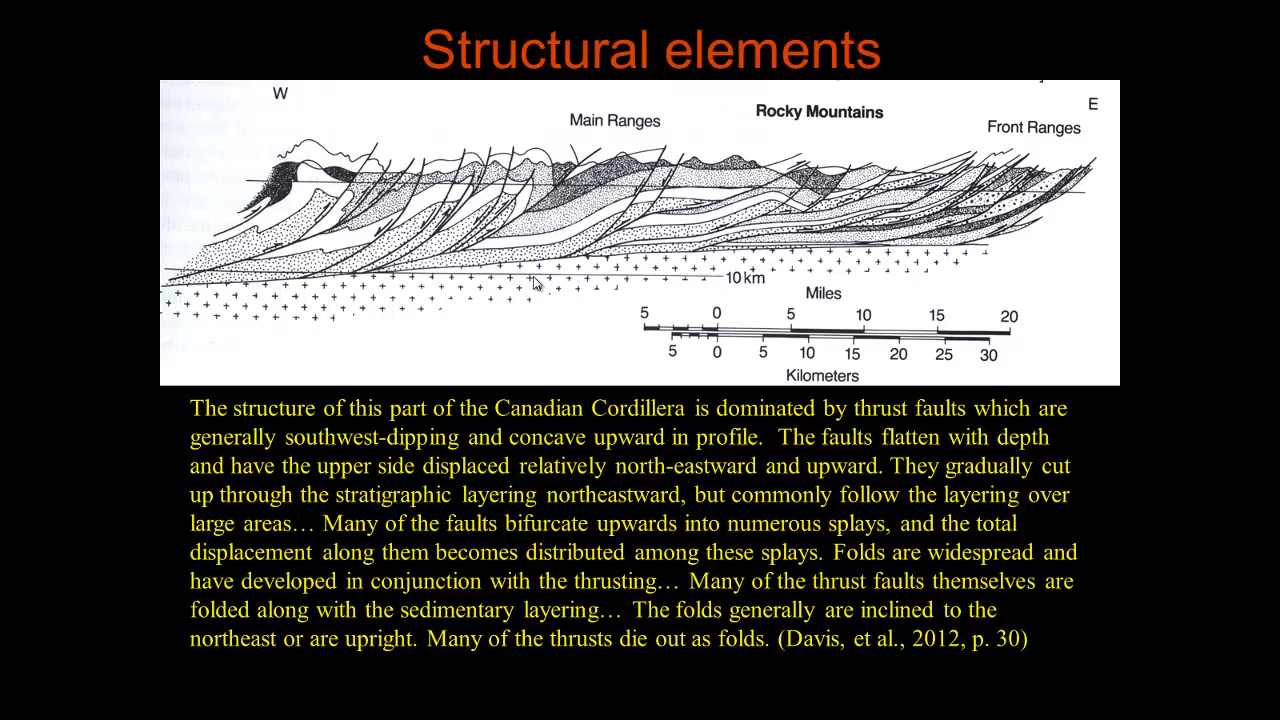 Structural elements
W
E
Rocky Mountains
Main Ranges
Front Ranges
10 km
Miles
5 0 5 10 15 20
5 0 5 10 15 20 25 30
Kilometers
The structure of this part of the Canadian Cordillera is dominated by thrust faults which are
generally southwest-dipping and concave upward in profile. The faults flatten with depth
and have the upper side displaced relatively north-eastward and upward. They gradually cut
up through the stratigraphic layering northeastward, but commonly follow the layering over
large areas… Many of the faults bifurcate upwards into numerous splays, and the total
displacement along them becomes distributed among these splays. Folds are widespread and
have developed in conjunction with the thrusting… Many of the thrust faults themselves are
folded along with the sedimentary layering… The folds generally are inclined to the
northeast or are upright. Many of the thrusts die out as folds. (Davis, et al., 2012, p. 30)